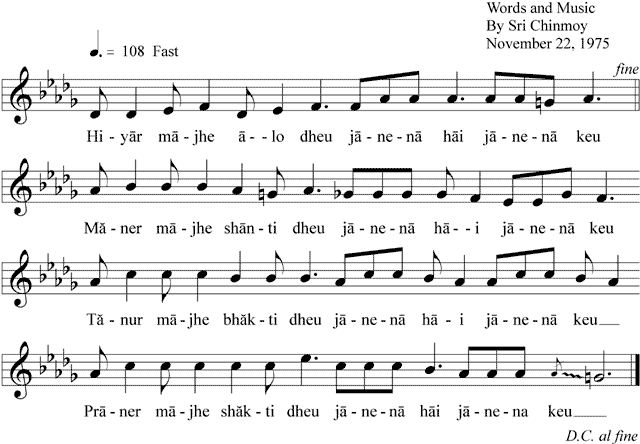 Words and Music
By Sri Chinmoy
♩. = 108 Fast
November 22, 1975
fine
Hi - yār mā - jhe ā - - lo dheu jā - ne - nā hāi jā - ne - nā keu
Mă - ner mā - jhe shān - ti dheu jā - ne - nā hā - - i jā - ne - nā keu
Tă - nur mā - jhe bhăk - ti dheu jā - ne - nā hā - i jā - ne - nā keu
Prā - ner mā - jhe shăk - ti dheu jā - ne - nā hāi jā - ne - na keu
D.C. al fine